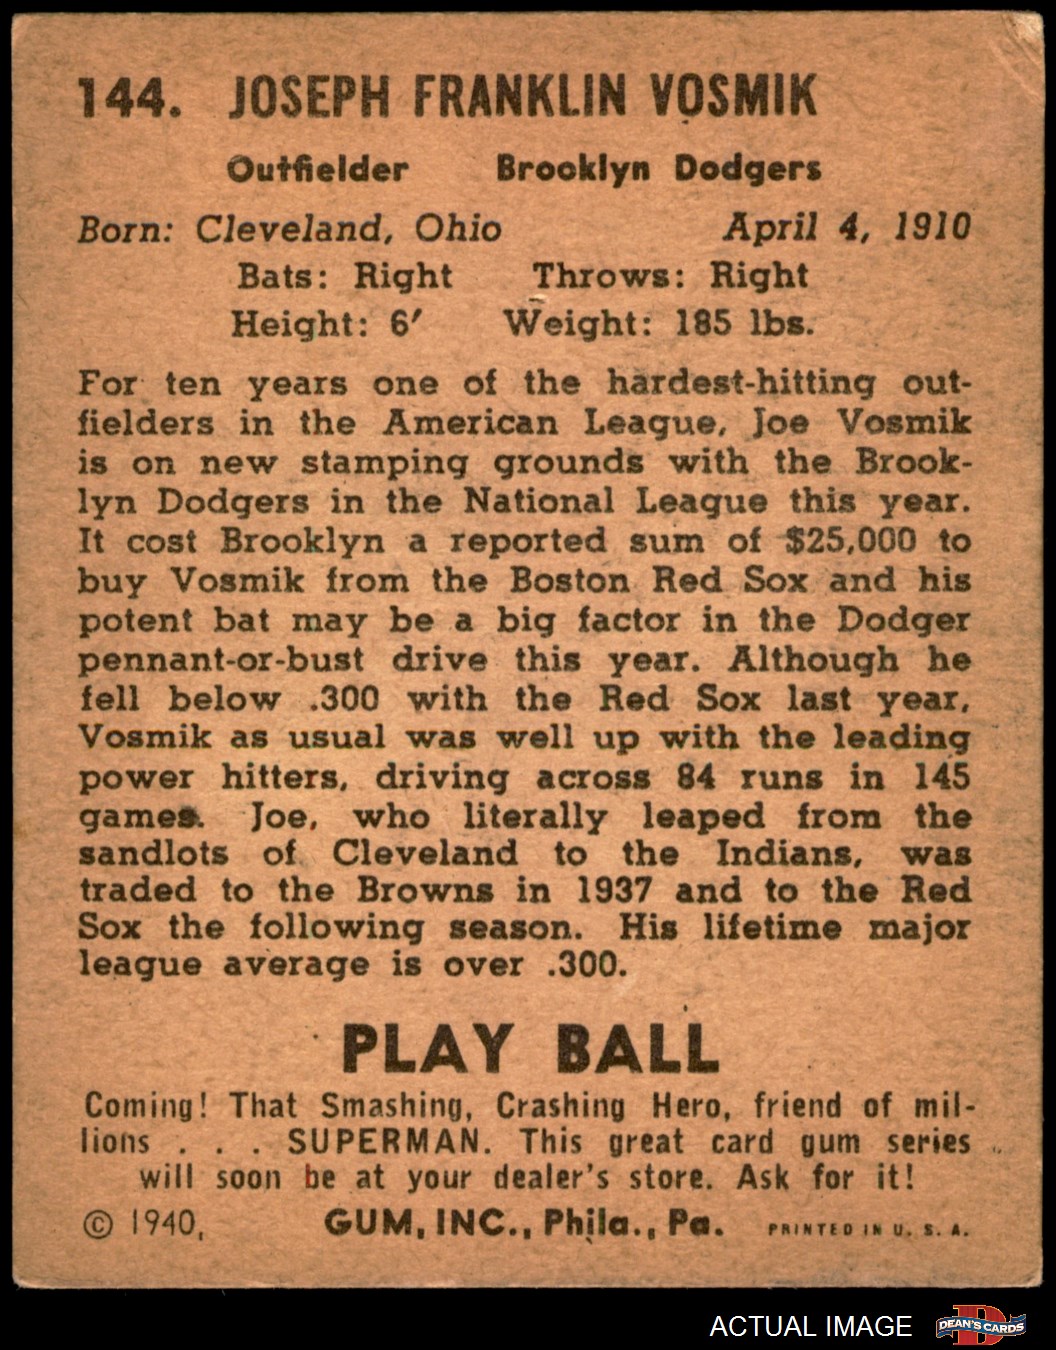 144. JOSEPH FRANKLIN VOSMIK
Outfielder Brooklyn Dodgers
Born: Cleveland, Ohio April 4, 1910
Bats: Right Throws: Right
Height: 6' Weight: 185 lbs.
For ten years one of the hardest-hitting out-
fielders in the American League, Joe Vosmik
is on new stamping grounds with the Brook-
lyn Dodgers in the National League this year.
It cost Brooklyn a reported sum of $25,000 to
buy Vosmik from the Boston Red Sox and his
potent bat may be a big factor in the Dodger
pennant-or-bust drive this year. Although he
fell below .300 with the Red Sox last year,
Vosmik as usual was well up with the leading
power hitters, driving across 84 runs in 145
games. Joe, who literally leaped from the
sandlots of Cleveland to the Indians, was
traded to the Browns in 1937 and to the Red
Sox the following season. His lifetime major
league average is over .300.
PLAY BALL
Coming! That Smashing, Crashing Hero, friend of mil-
lions . . . SUPERMAN. This great card gum series
will soon be at your dealer's store. Ask for it!
© 1940, GUM, INC., Phila., Pa. PRINTED IN U. S. A.
ACTUAL IMAGE D DEAN'S CARDS